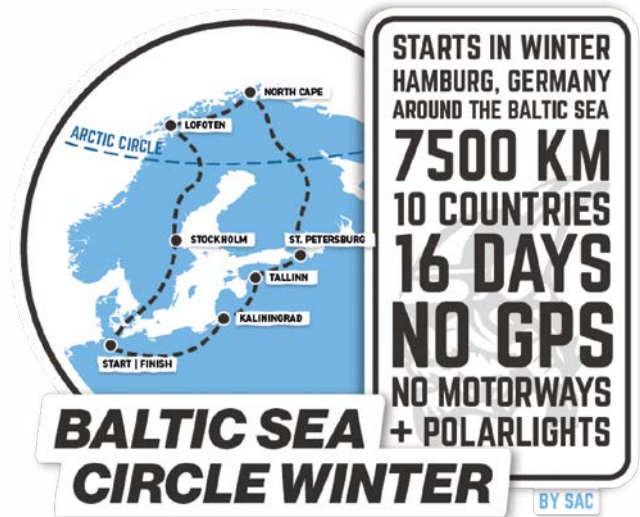 NORTH CAPE
LOFOTEN
ARCTIC CIRCLE
STOCKHOLM
ST. PETERSBURG
TALLINN
KALININGRAD
START | FINISH
BALTIC SEA
CIRCLE WINTER
STARTS IN WINTER
HAMBURG, GERMANY
AROUND THE BALTIC SEA
7500 KM
10 COUNTRIES
16 DAYS
NO GPS
NO MOTORWAYS
+ POLARLIGHTS
BY SAC